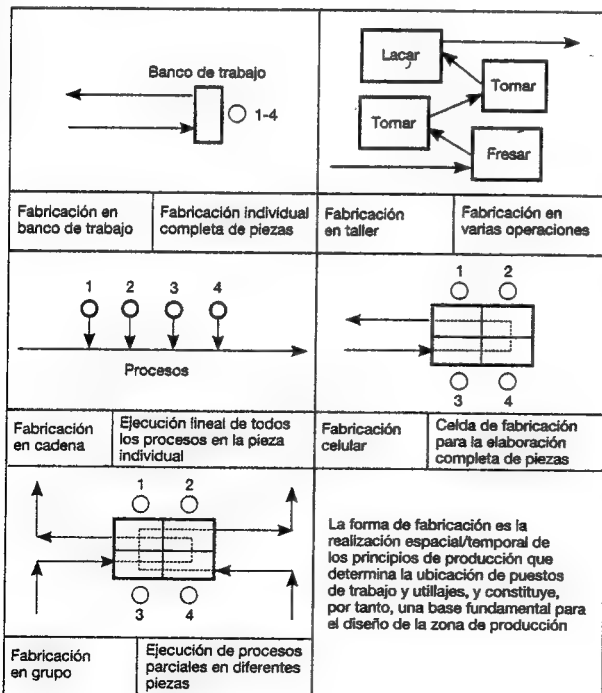 Banco de trabajo
1-4
Fabricación en
banco de trabajo
Fabricación individual
completa de piezas
Lacar
Tornar
Tornar
Fresar
Fabricación
en taller
Fabricación en
varias operaciones
1 2 3 4
Procesos
Fabricación
en cadena
Ejecución lineal de todos
los procesos en la pieza
individual
1 2
3 4
Fabricación
celular
Celda de fabricación
para la elaboración
completa de piezas
1 2
3 4
Fabricación
en grupo
Ejecución de procesos
parciales en diferentes
piezas
La forma de fabricación es la
realización espacial/temporal de
los principios de producción que
determina la ubicación de puestos
de trabajo y utillajes, y constituye,
por tanto, una base fundamental para
el diseño de la zona de producción